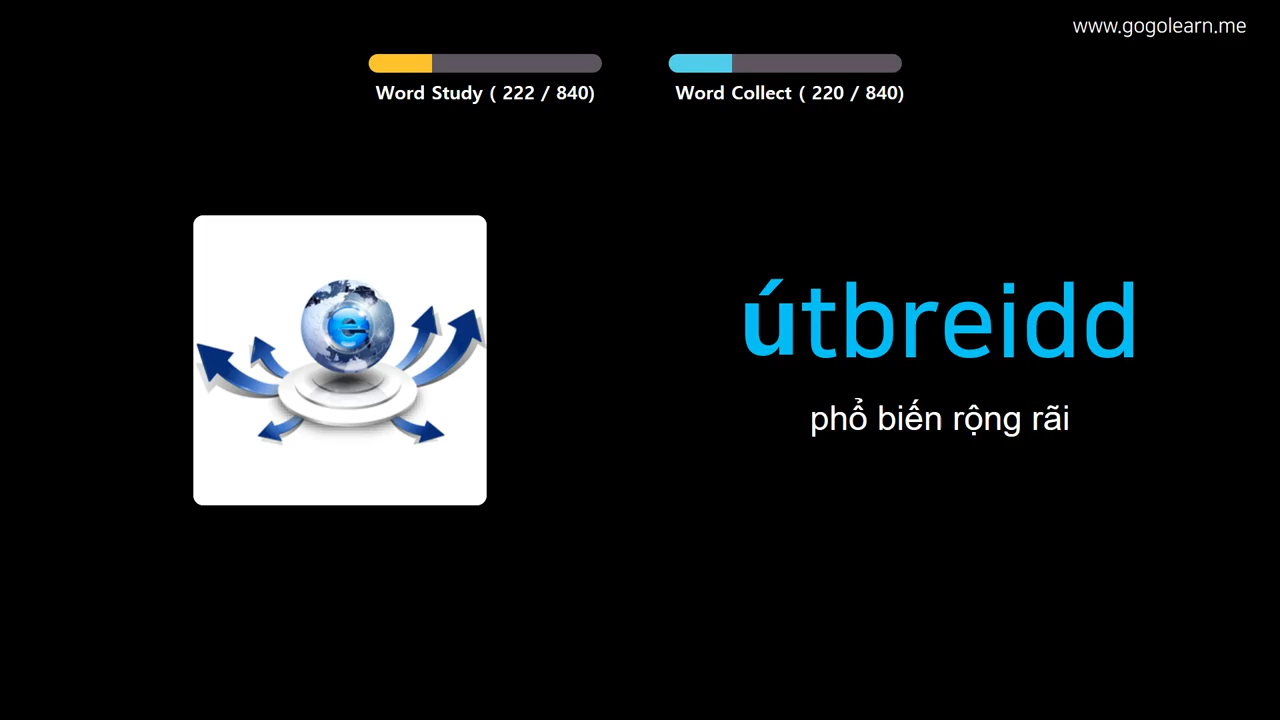 www.gogolearn.me
Word Study ( 222 / 840)
Word Collect ( 220 / 840)
e
útbreidd
phổ biến rộng rãi